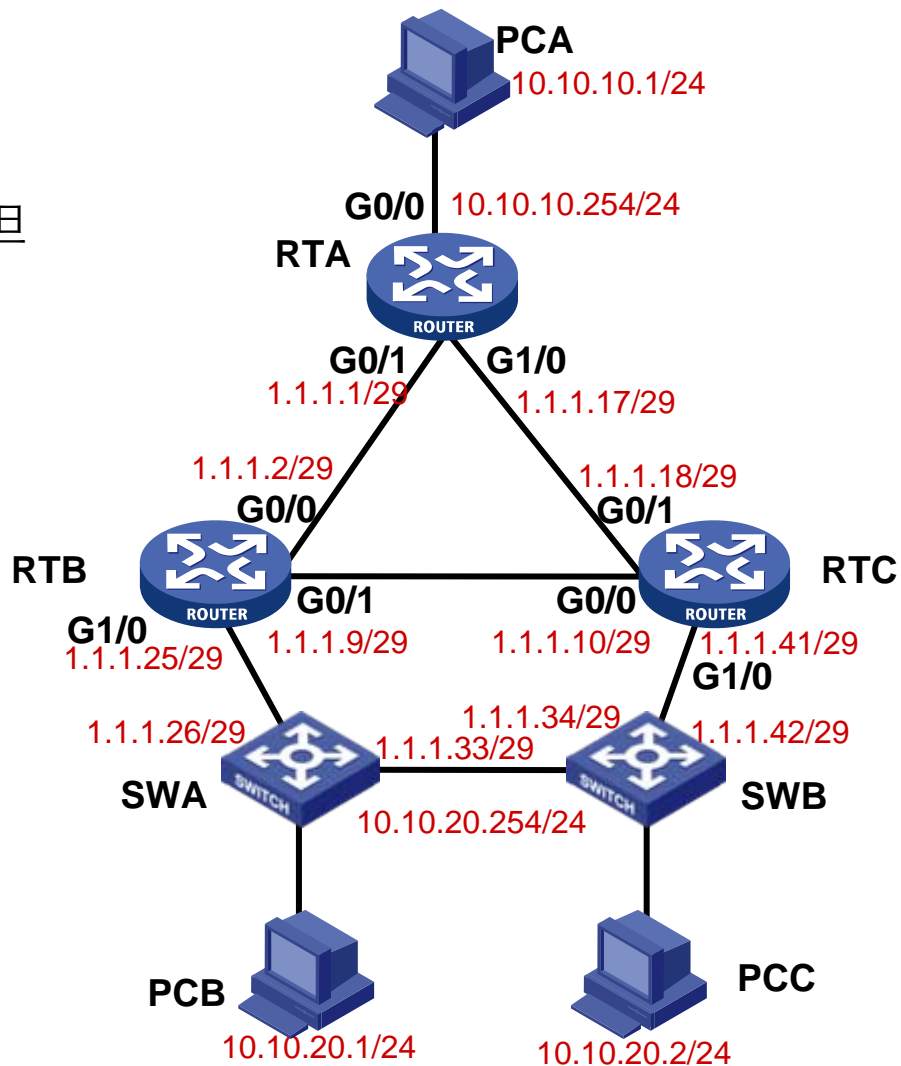 PCA
10.10.10.1/24
旦
G0/0 10.10.10.254/24
RTA
ROUTER
G0/1 G1/0
1.1.1.1/29 1.1.1.17/29
1.1.1.2/29 1.1.1.18/29
G0/0 G0/1
RTB RTC
ROUTER ROUTER
G0/1 G0/0
G1/0 1.1.1.9/29 1.1.1.10/29 1.1.1.41/29
1.1.1.25/29 G1/0
1.1.1.26/29 1.1.1.34/29 1.1.1.42/29
1.1.1.33/29
SWA SWITCH SWITCH SWB
10.10.20.254/24
PCB PCC
10.10.20.1/24 10.10.20.2/24